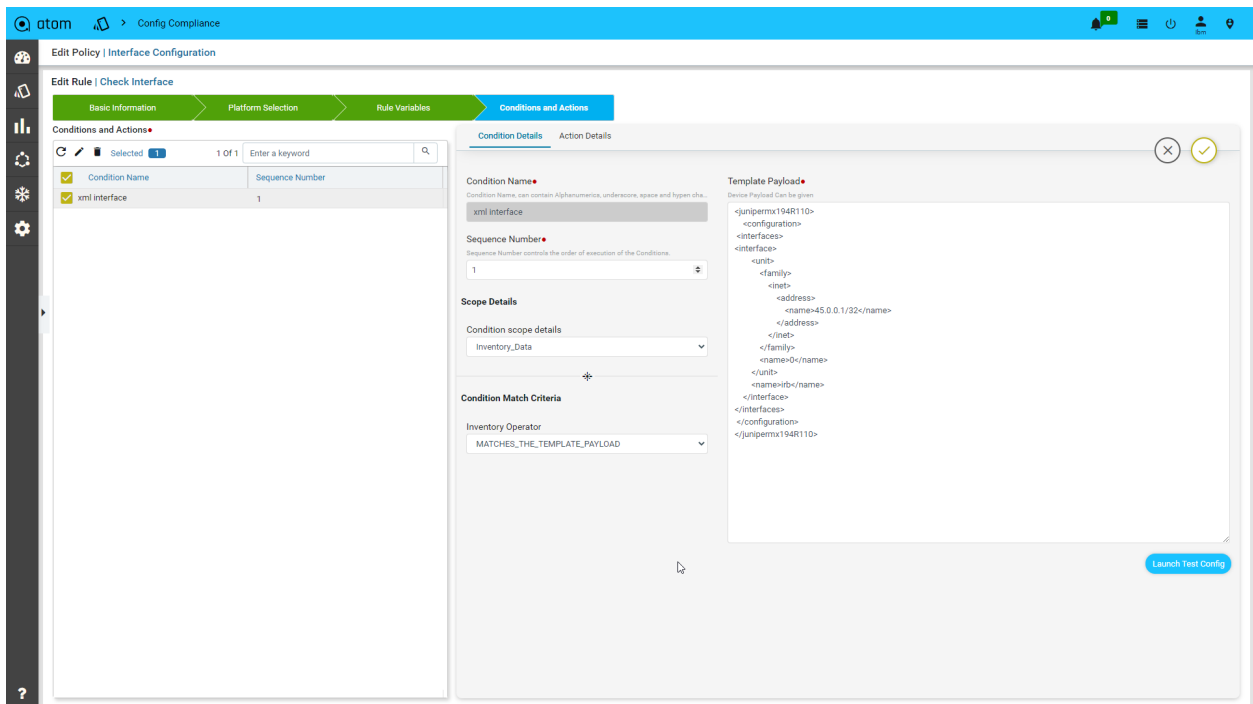 atom > Config Compliance
0
lbm
Edit Policy | Interface Configuration
Edit Rule | Check Interface
Basic Information
Platform Selection
Rule Variables
Conditions and Actions
Conditions and Actions•
Selected 1
1 Of 1
Enter a keyword
Condition Name
Sequence Number
xml interface
1
Condition Details
Action Details
Condition Name•
Condition Name, can contain Alphanumerics, underscore, space and hypen cha...
xml interface
Sequence Number•
Sequence Number controls the order of execution of the Conditions.
1
Scope Details
Condition scope details
Inventory_Data
Condition Match Criteria
Inventory Operator
MATCHES_THE_TEMPLATE_PAYLOAD
Template Payload•
Device Payload Can be given
<junipermx194R110>
<configuration>
<interfaces>
<interface>
<unit>
<family>
<inet>
<address>
<name>45.0.0.1/32</name>
</address>
</inet>
</family>
<name>0</name>
</unit>
<name>irb</name>
</interface>
</interfaces>
</configuration>
</junipermx194R110>
Launch Test Config
?